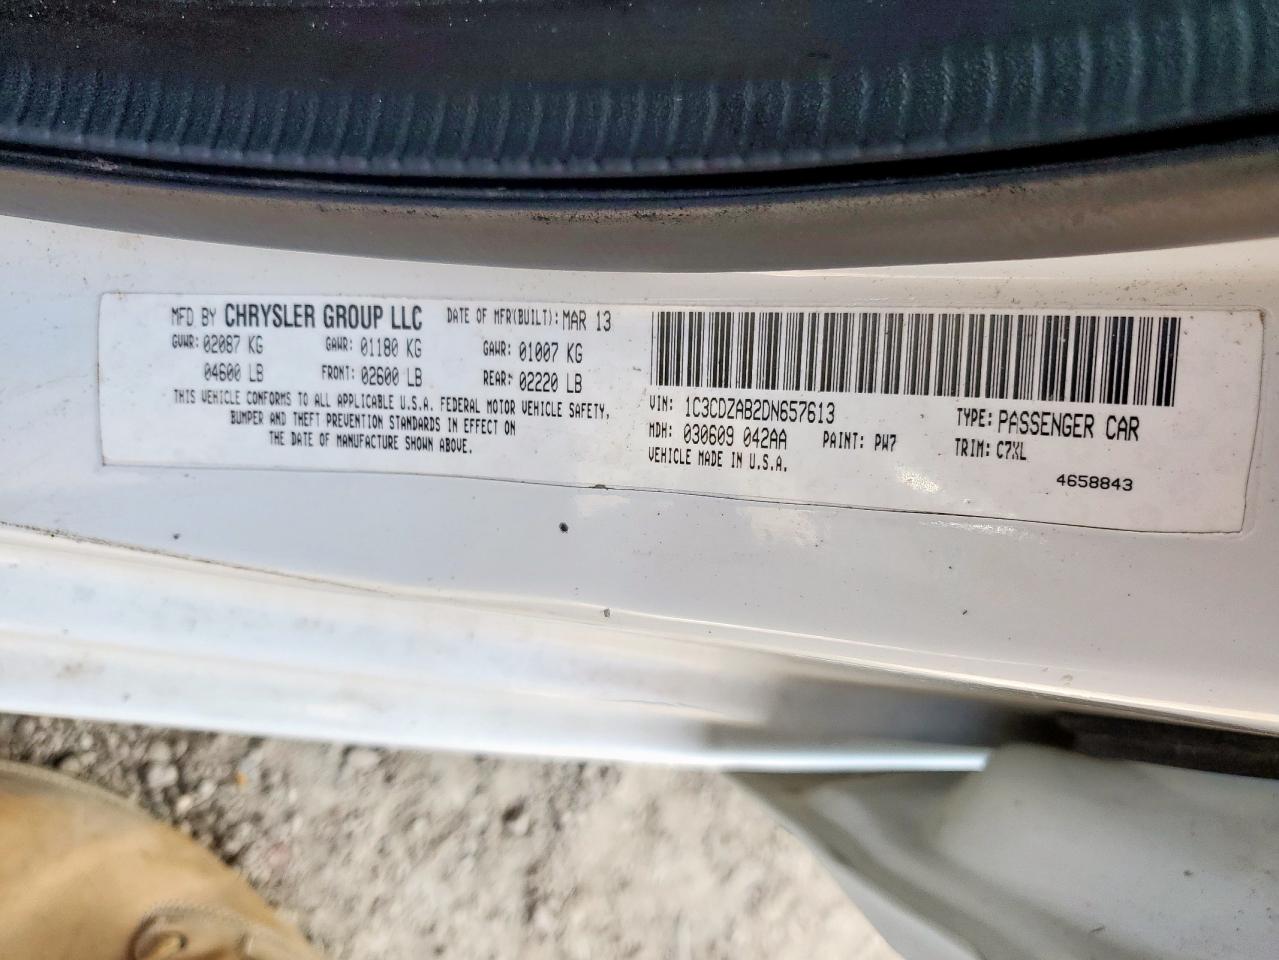 MFD BY CHRYSLER GROUP LLC DATE OF MFR(BUILT): MAR 13
GVWR: 02087 KG GAWR: 01180 KG GAWR: 01007 KG
04600 LB FRONT: 02600 LB REAR: 02220 LB
THIS VEHICLE CONFORMS TO ALL APPLICABLE U.S.A. FEDERAL MOTOR VEHICLE SAFETY,
BUMPER AND THEFT PREVENTION STANDARDS IN EFFECT ON
THE DATE OF MANUFACTURE SHOWN ABOVE.
VIN: 1C3CDZAB2DN657613 TYPE: PASSENGER CAR
MDH: 030609 042AA PAINT: PW7 TRIM: C7XL
VEHICLE MADE IN U.S.A.
4658843